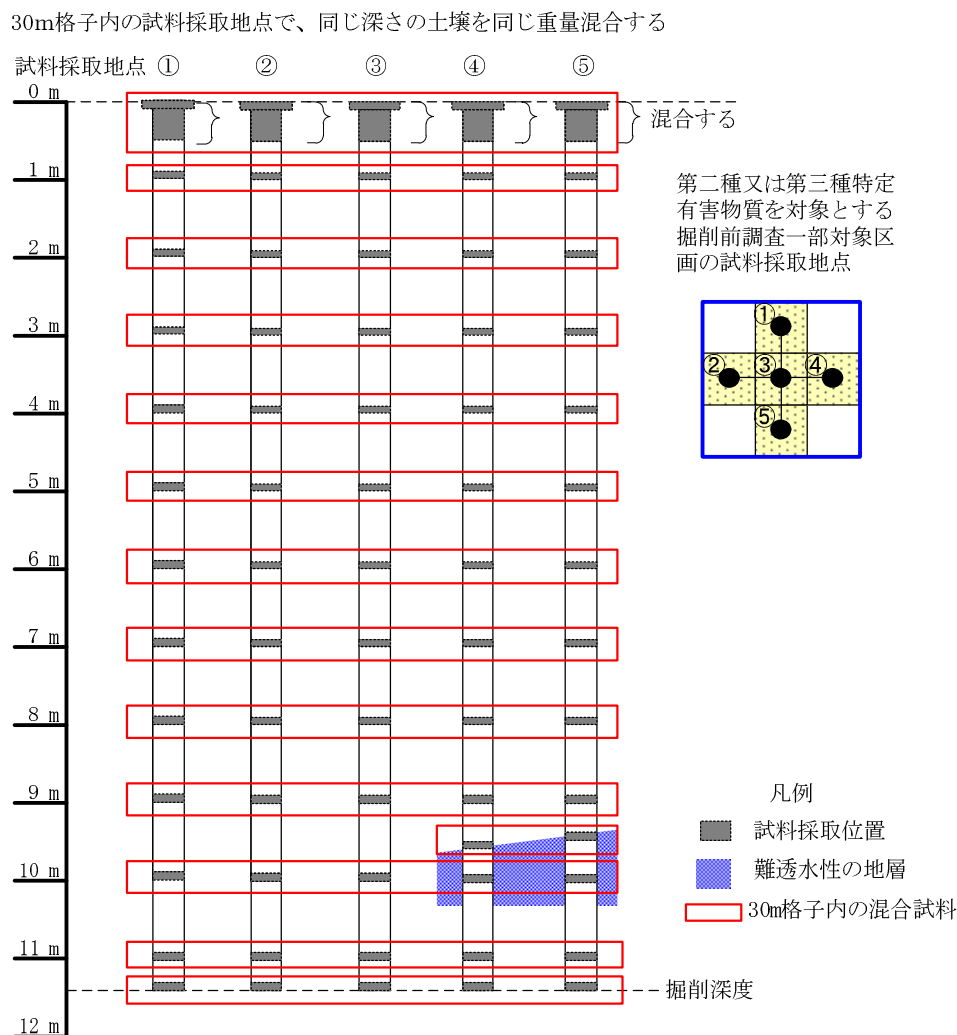 30m格子内の試料採取地点で、同じ深さの土壌を同じ重量混合する
試料採取地点 ① ② ③ ④ ⑤
0 m
混合する
1 m
第二種又は第三種特定
有害物質を対象とする
掘削前調査一部対象区
画の試料採取地点
2 m
3 m
①
② ③ ④
⑤
4 m
5 m
6 m
7 m
8 m
9 m
凡例
試料採取位置
難透水性の地層
30m格子内の混合試料
10 m
11 m
掘削深度
12 m